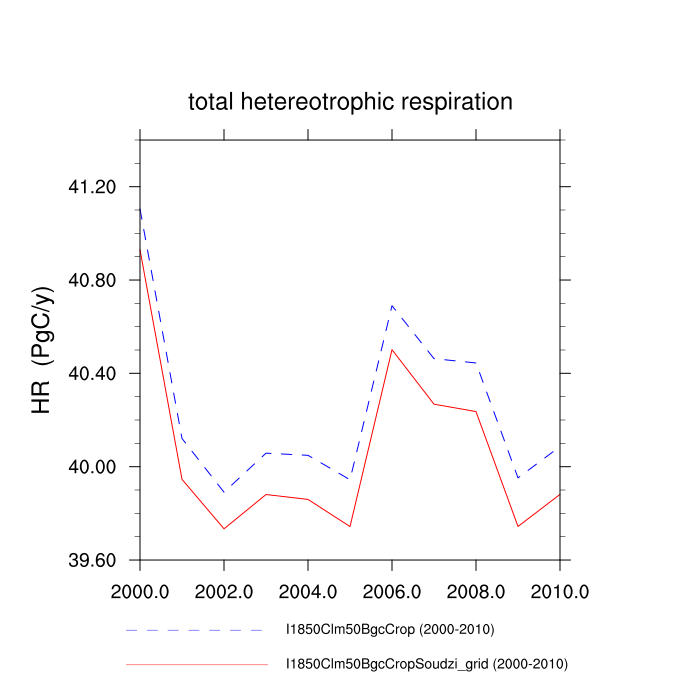 total hetereotrophic respiration
HR (PgC/y)
41.20
40.80
40.40
40.00
39.60
2000.0 2002.0 2004.0 2006.0 2008.0 2010.0
I1850Clm50BgcCrop (2000-2010)
I1850Clm50BgcCropSoudzi_grid (2000-2010)